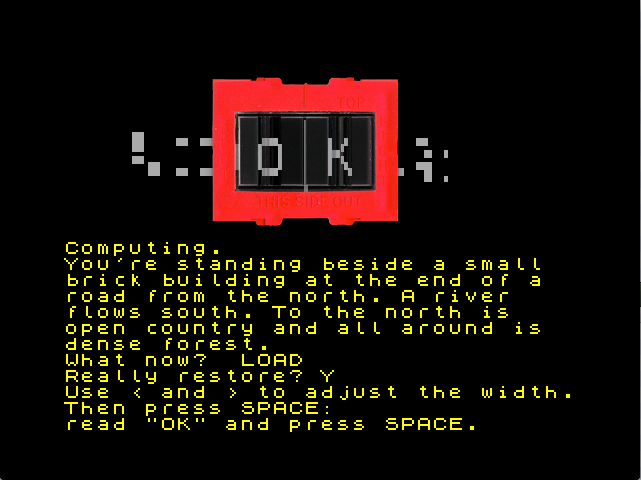 TOP
O K
THIS SIDE OUT
Computing.
You're standing beside a small
brick building at the end of a
road from the north. A river
flows south. To the north is
open country and all around is
dense forest.
What now? LOAD
Really restore? Y
Use < and > to adjust the width.
Then press SPACE:
read "OK" and press SPACE.